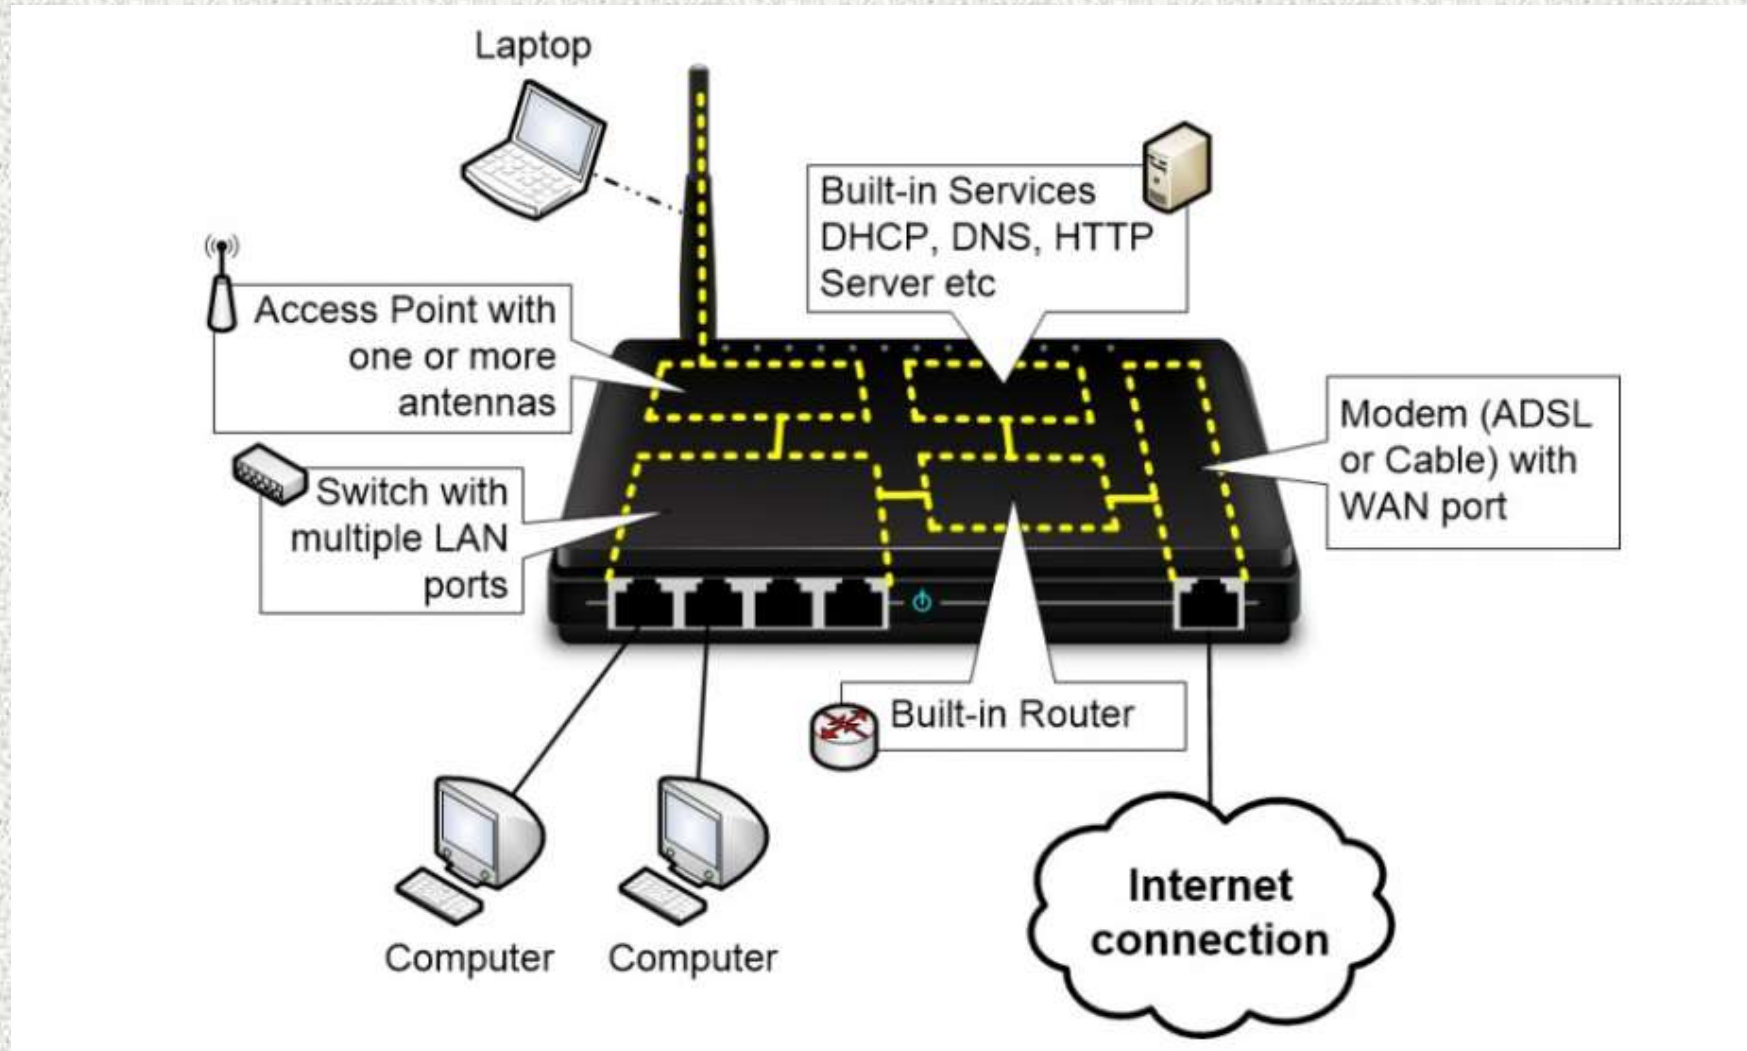 Laptop
Built-in Services
DHCP, DNS, HTTP
Server etc
Access Point with
one or more
antennas
Switch with
multiple LAN
ports
Modem (ADSL
or Cable) with
WAN port
Built-in Router
Computer
Computer
Internet
connection